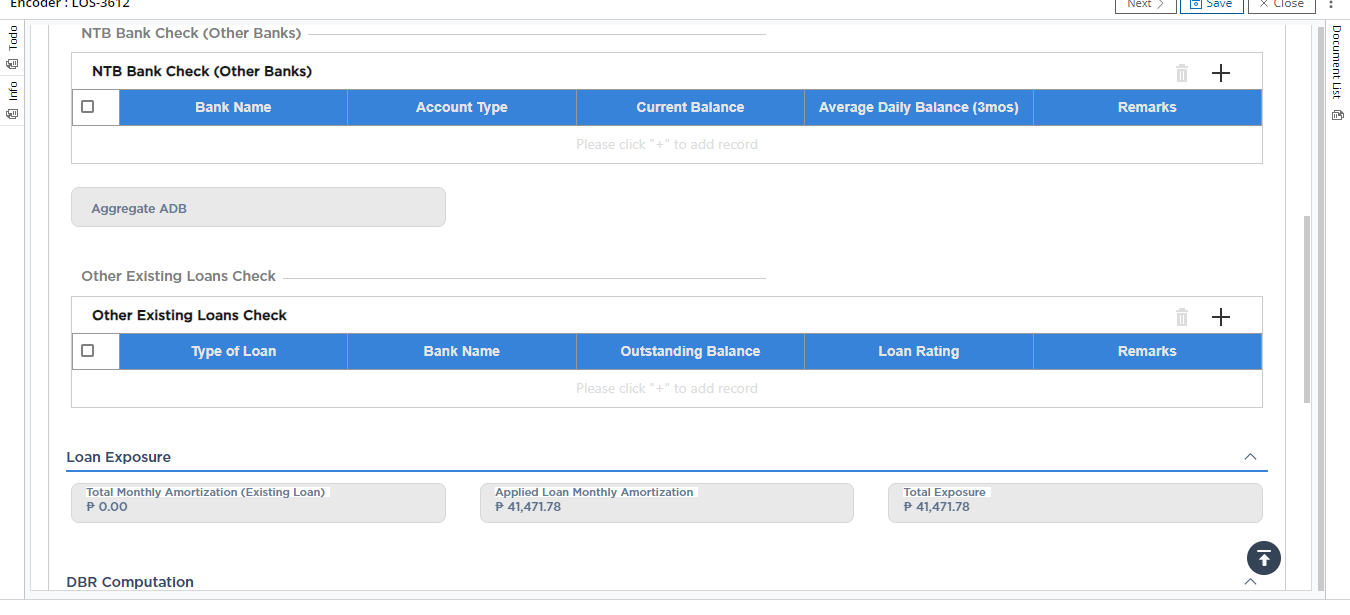 Encoder : LOS-3612
Next
Save
Close
Todo
Info
Document List
NTB Bank Check (Other Banks)
NTB Bank Check (Other Banks)
Bank Name Account Type Current Balance Average Daily Balance (3mos) Remarks
Please click "+" to add record
Aggregate ADB
Other Existing Loans Check
Other Existing Loans Check
Type of Loan Bank Name Outstanding Balance Loan Rating Remarks
Please click "+" to add record
Loan Exposure
Total Monthly Amortization (Existing Loan)
₱ 0.00
Applied Loan Monthly Amortization
₱ 41,471.78
Total Exposure
₱ 41,471.78
DBR Computation